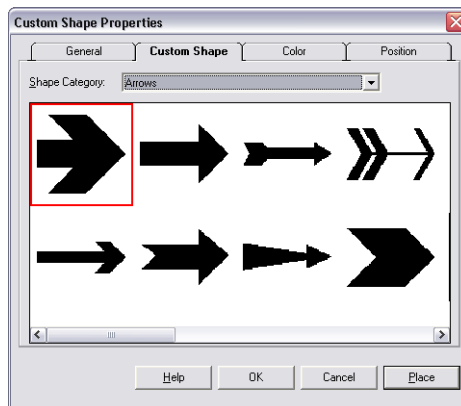 Custom Shape Properties
General Custom Shape Color Position
Shape Category: Arrows
Help OK Cancel Place